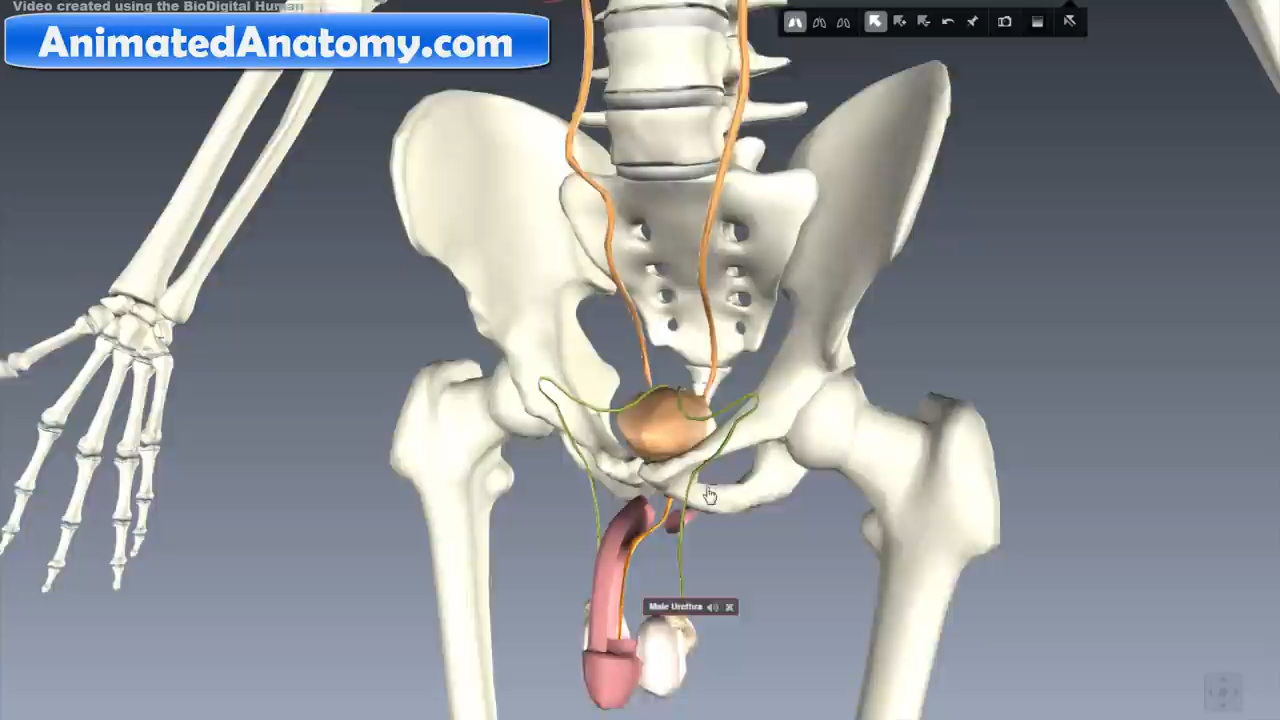 Video created using the BioDigital Human
AnimatedAnatomy.com
Male Urethra